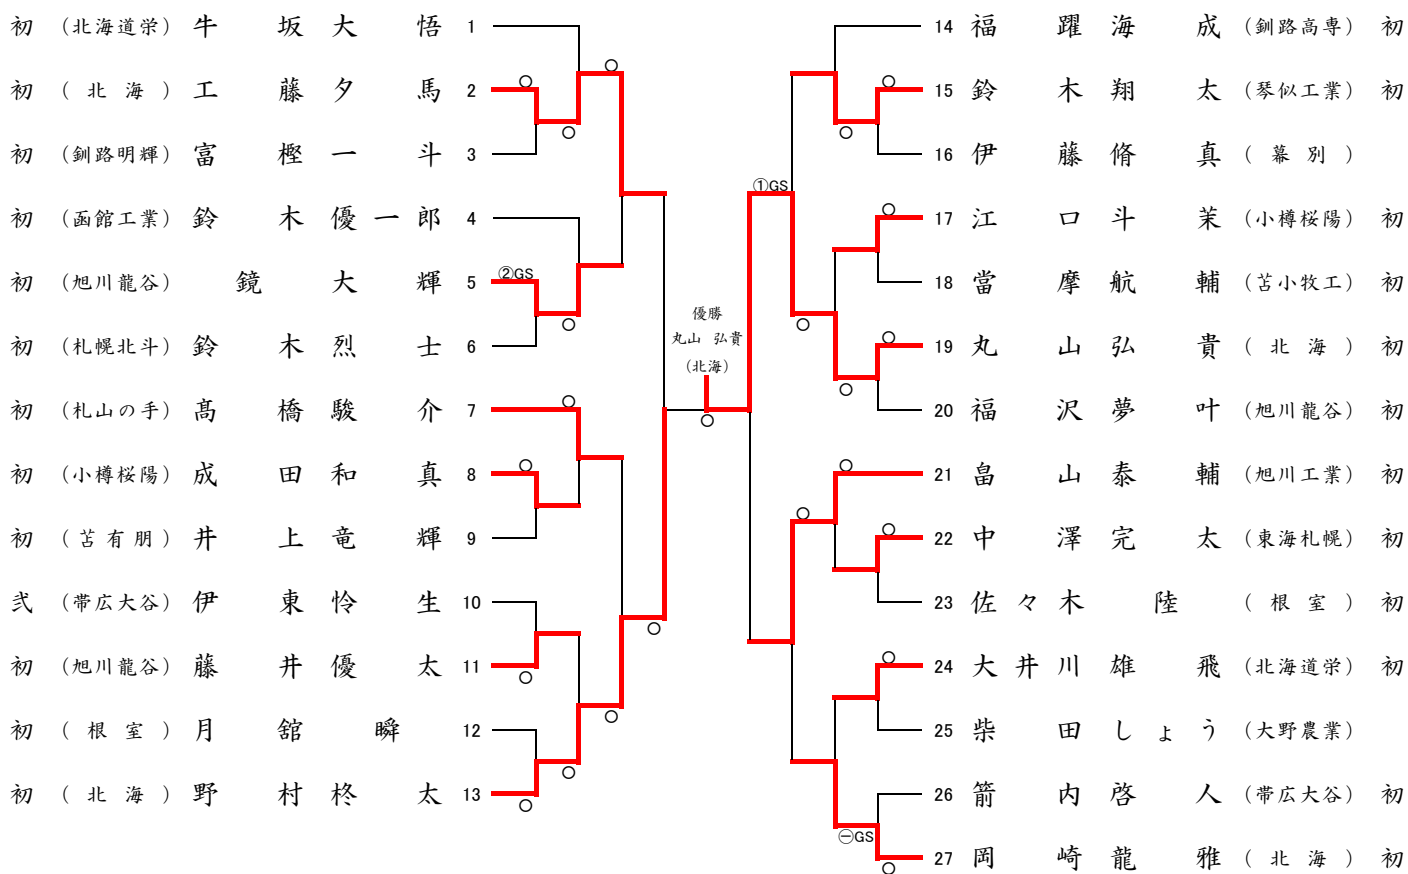 初 (北海道栄) 牛坂大悟 1
初 (北海) 工藤夕馬 2
初 (釧路明輝) 富樫一斗 3
初 (函館工業) 鈴木優一郎 4
初 (旭川龍谷) 鏡大輝 5
初 (札幌北斗) 鈴木烈士 6
初 (札山の手) 髙橋駿介 7
初 (小樽桜陽) 成田和真 8
初 (苫有朋) 井上竜輝 9
弐 (帯広大谷) 伊東怜生 10
初 (旭川龍谷) 藤井優太 11
初 (根室) 月舘瞬 12
初 (北海) 野村柊太 13
②GS
優勝
丸山 弘貴
(北海)
①GS
㊀GS
14 福躍海成 (釧路高専) 初
15 鈴木翔太 (琴似工業) 初
16 伊藤脩真 (幕別)
17 江口斗茉 (小樽桜陽) 初
18 當摩航輔 (苫小牧工) 初
19 丸山弘貴 (北海) 初
20 福沢夢叶 (旭川龍谷) 初
21 畠山泰輔 (旭川工業) 初
22 中澤完太 (東海札幌) 初
23 佐々木陸 (根室) 初
24 大井川雄飛 (北海道栄) 初
25 柴田しょう (大野農業)
26 箭内啓人 (帯広大谷) 初
27 岡崎龍雅 (北海) 初